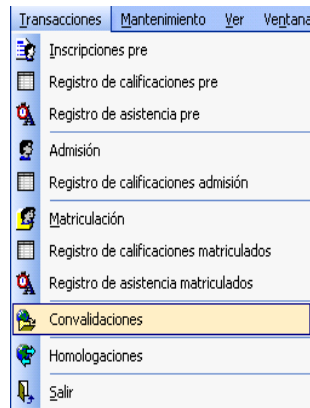 Transacciones Mantenimiento Ver Ventana
Inscripciones pre
Registro de calificaciones pre
Registro de asistencia pre
Admisión
Registro de calificaciones admisión
Matriculación
Registro de calificaciones matriculados
Registro de asistencia matriculados
Convalidaciones
Homologaciones
Salir